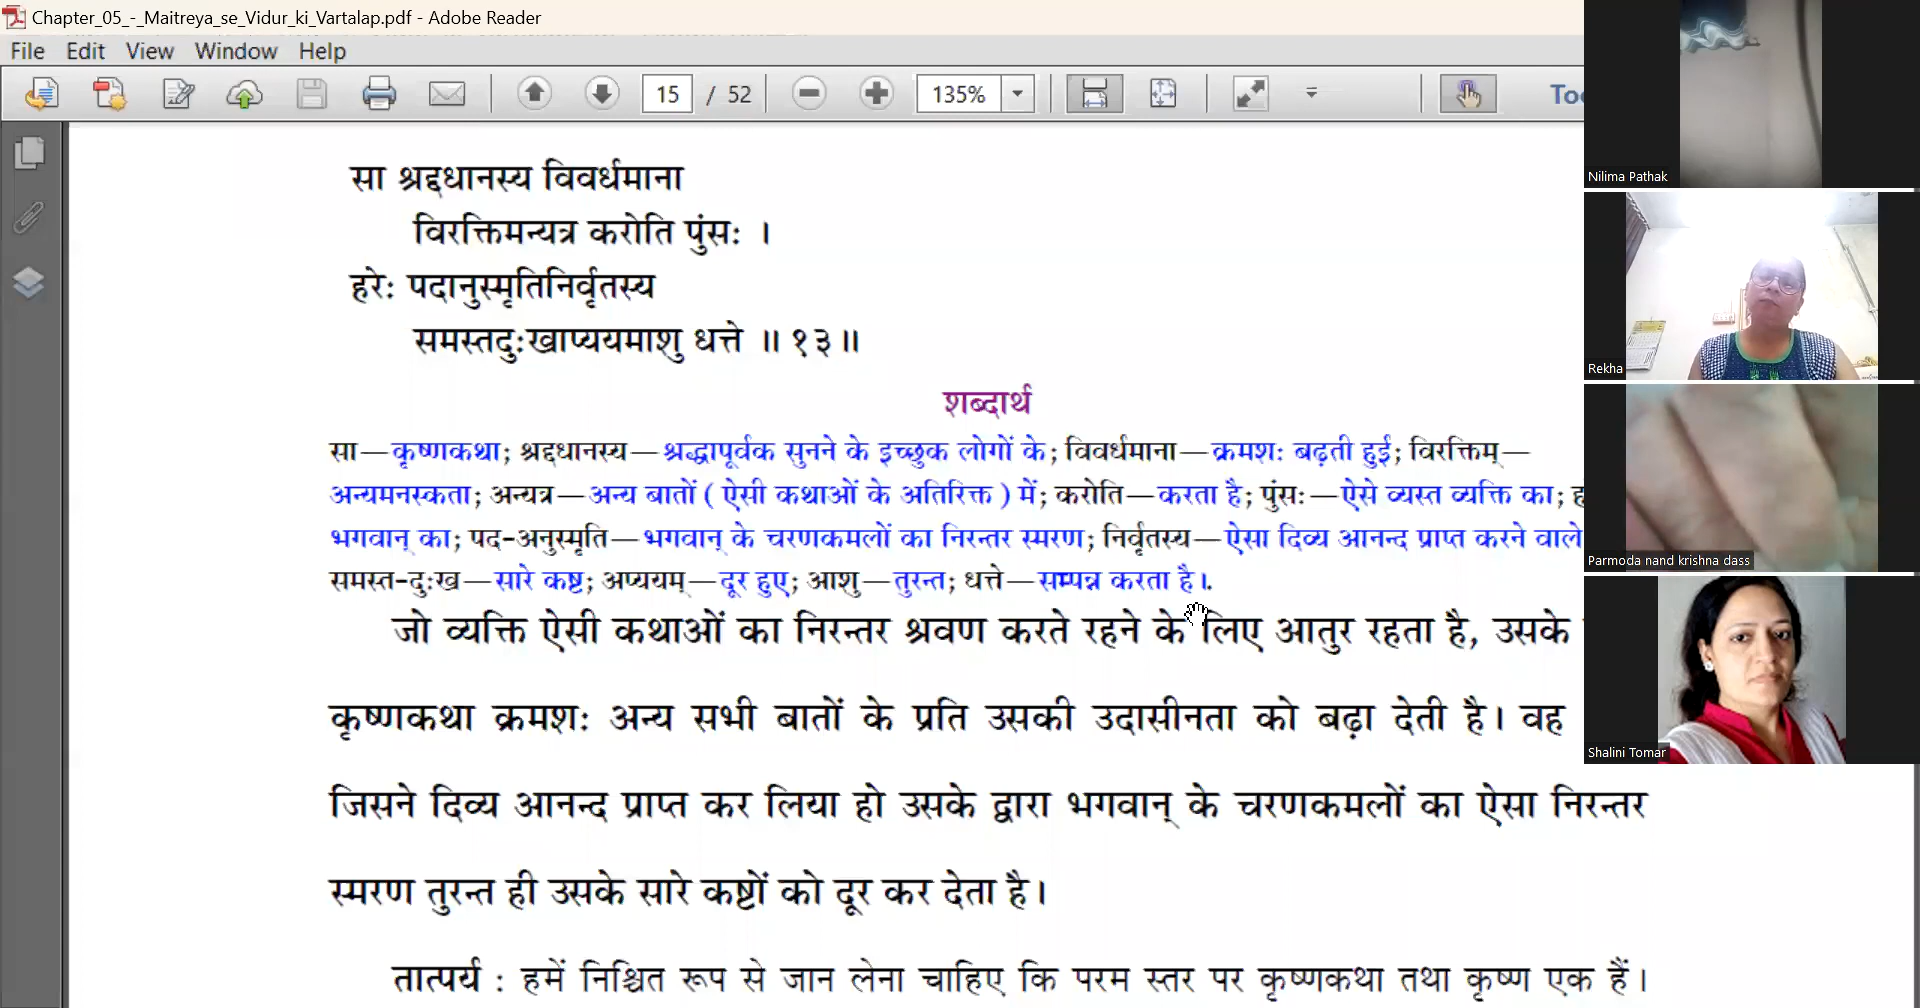 Chapter_05_-_Maitreya_se_Vidur_ki_Vartalap.pdf - Adobe Reader
File Edit View Window Help
15 / 52 135%
सा श्रद्दधानस्य विवर्धमाना
विरक्तिमन्यत्र करोति पुंसः ।
हरेः पदानुस्मृतिनिर्वृतस्य
समस्तदुःखाप्ययमाशु धत्ते ॥ १३॥
शब्दार्थ
सा—कृष्णकथा; श्रद्दधानस्य—श्रद्धापूर्वक सुनने के इच्छुक लोगों के; विवर्धमाना—क्रमशः बढ़ती हुई; विरक्तिम्—
अन्यमनस्कता; अन्यत्र—अन्य बातों ( ऐसी कथाओं के अतिरिक्त ) में; करोति—करता है; पुंसः—ऐसे व्यस्त व्यक्ति का;
भगवान् का; पद-अनुस्मृति—भगवान् के चरणकमलों का निरन्तर स्मरण; निर्वृतस्य—ऐसा दिव्य आनन्द प्राप्त करने वाले
समस्त-दुःख—सारे कष्ट; अप्ययम्—दूर हुए; आशु—तुरन्त; धत्ते—सम्पन्न करता है।.
जो व्यक्ति ऐसी कथाओं का निरन्तर श्रवण करते रहने के लिए आतुर रहता है, उसके
कृष्णकथा क्रमशः अन्य सभी बातों के प्रति उसकी उदासीनता को बढ़ा देती है। वह
जिसने दिव्य आनन्द प्राप्त कर लिया हो उसके द्वारा भगवान् के चरणकमलों का ऐसा निरन्तर
स्मरण तुरन्त ही उसके सारे कष्टों को दूर कर देता है।
तात्पर्य : हमें निश्चित रूप से जान लेना चाहिए कि परम स्तर पर कृष्णकथा तथा कृष्ण एक हैं।
Nilima Pathak
Rekha
Parmoda nand krishna dass
Shalini Tomar